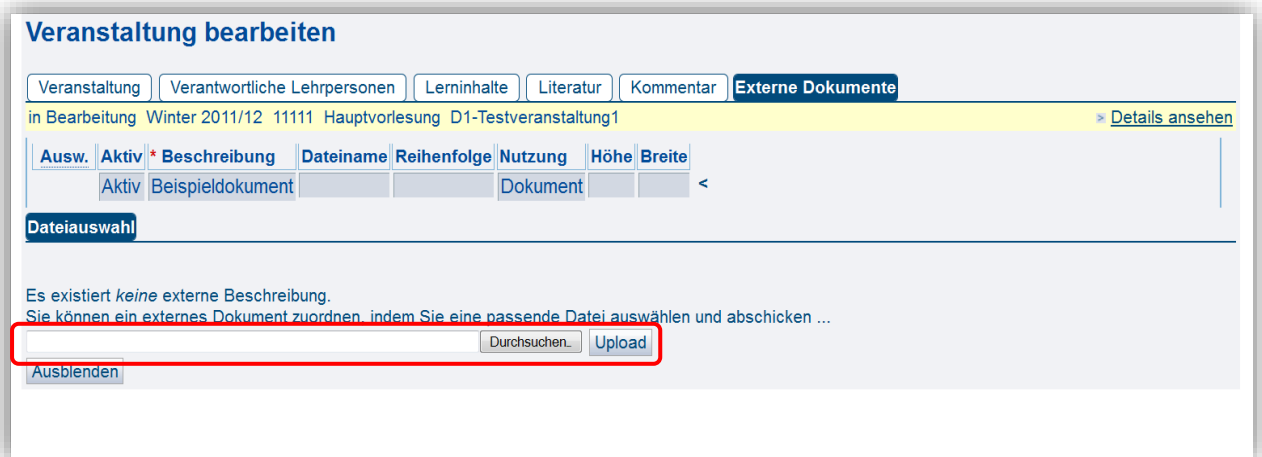 Veranstaltung bearbeiten
Veranstaltung Verantwortliche Lehrpersonen Lerninhalte Literatur Kommentar Externe Dokumente
in Bearbeitung Winter 2011/12 11111 Hauptvorlesung D1-Testveranstaltung1 Details ansehen
Ausw. Aktiv * Beschreibung Dateiname Reihenfolge Nutzung Höhe Breite
Aktiv Beispieldokument Dokument <
Dateiauswahl
Es existiert keine externe Beschreibung.
Sie können ein externes Dokument zuordnen, indem Sie eine passende Datei auswählen und abschicken ...
Durchsuchen.. Upload
Ausblenden